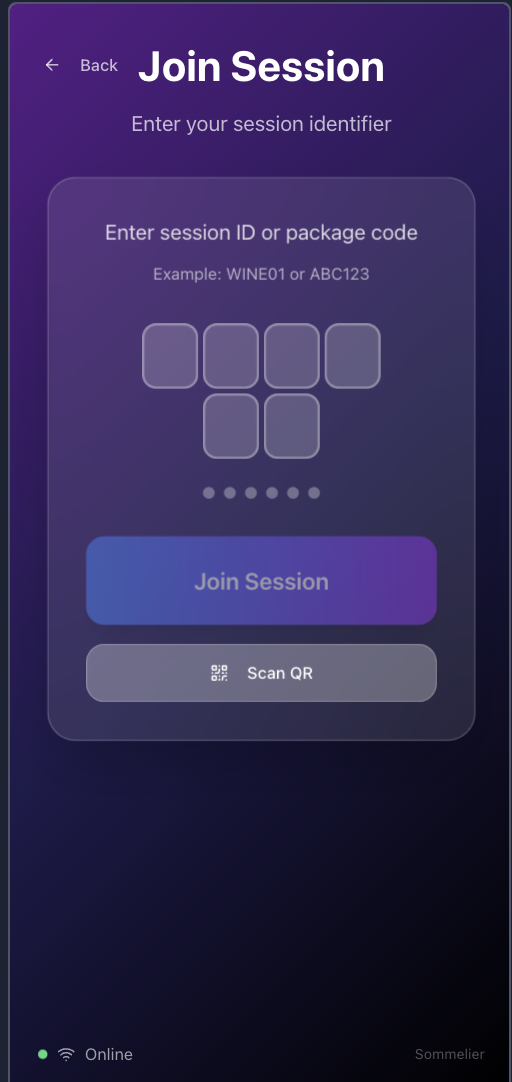 Back Join Session
Enter your session identifier
Enter session ID or package code
Example: WINE01 or ABC123
Join Session
Scan QR
Online Sommelier